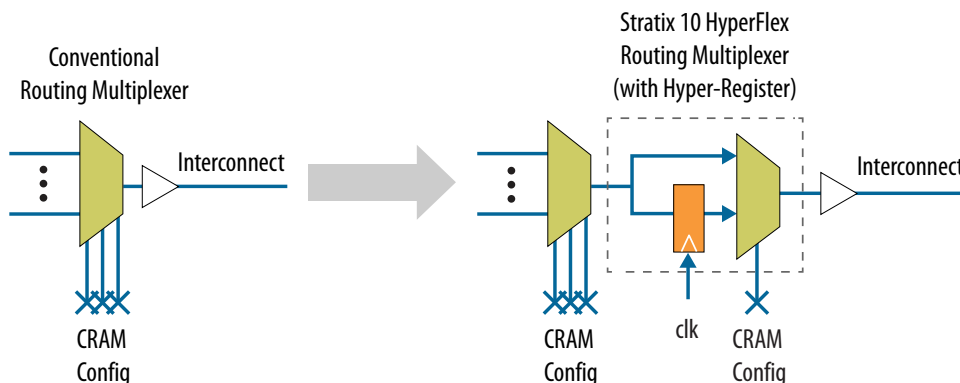 Conventional
Routing Multiplexer
Interconnect
CRAM
Config
Stratix 10 HyperFlex
Routing Multiplexer
(with Hyper-Register)
Interconnect
CRAM
Config
clk
CRAM
Config